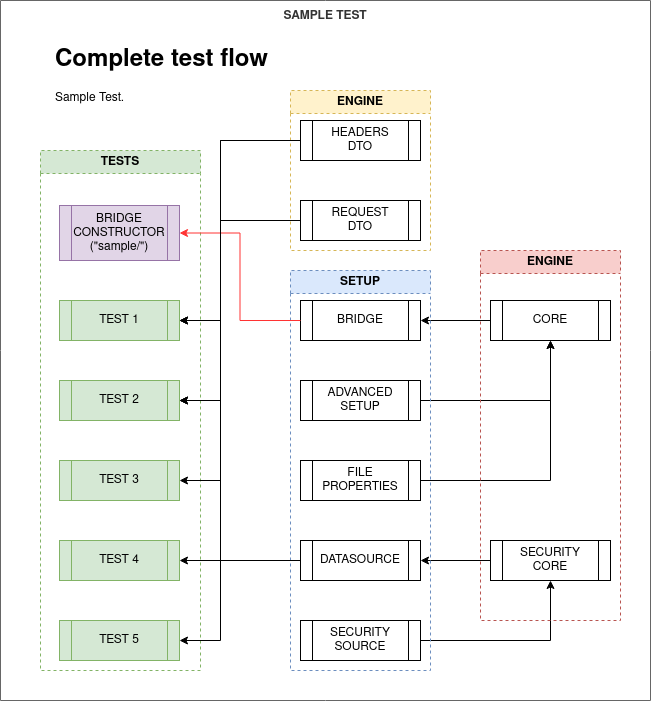 SAMPLE TEST
Complete test flow
Sample Test.
TESTS
BRIDGE
CONSTRUCTOR
("sample/")
TEST 1
TEST 2
TEST 3
TEST 4
TEST 5
ENGINE
HEADERS
DTO
REQUEST
DTO
SETUP
BRIDGE
ADVANCED
SETUP
FILE
PROPERTIES
DATASOURCE
SECURITY
SOURCE
ENGINE
CORE
SECURITY
CORE